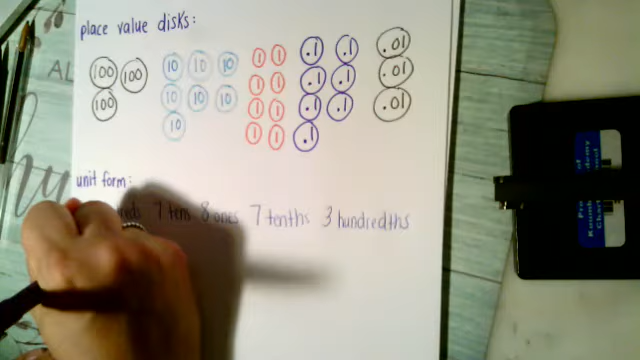 place value disks:
100 100 10 10 10 1 1 .1 .1 .01
100 10 10 10 1 1 .1 .1 .01
10 1 1 .1 .1 .01
1 1 .1
unit form:
7 tens 8 ones 7 tenths 3 hundredths